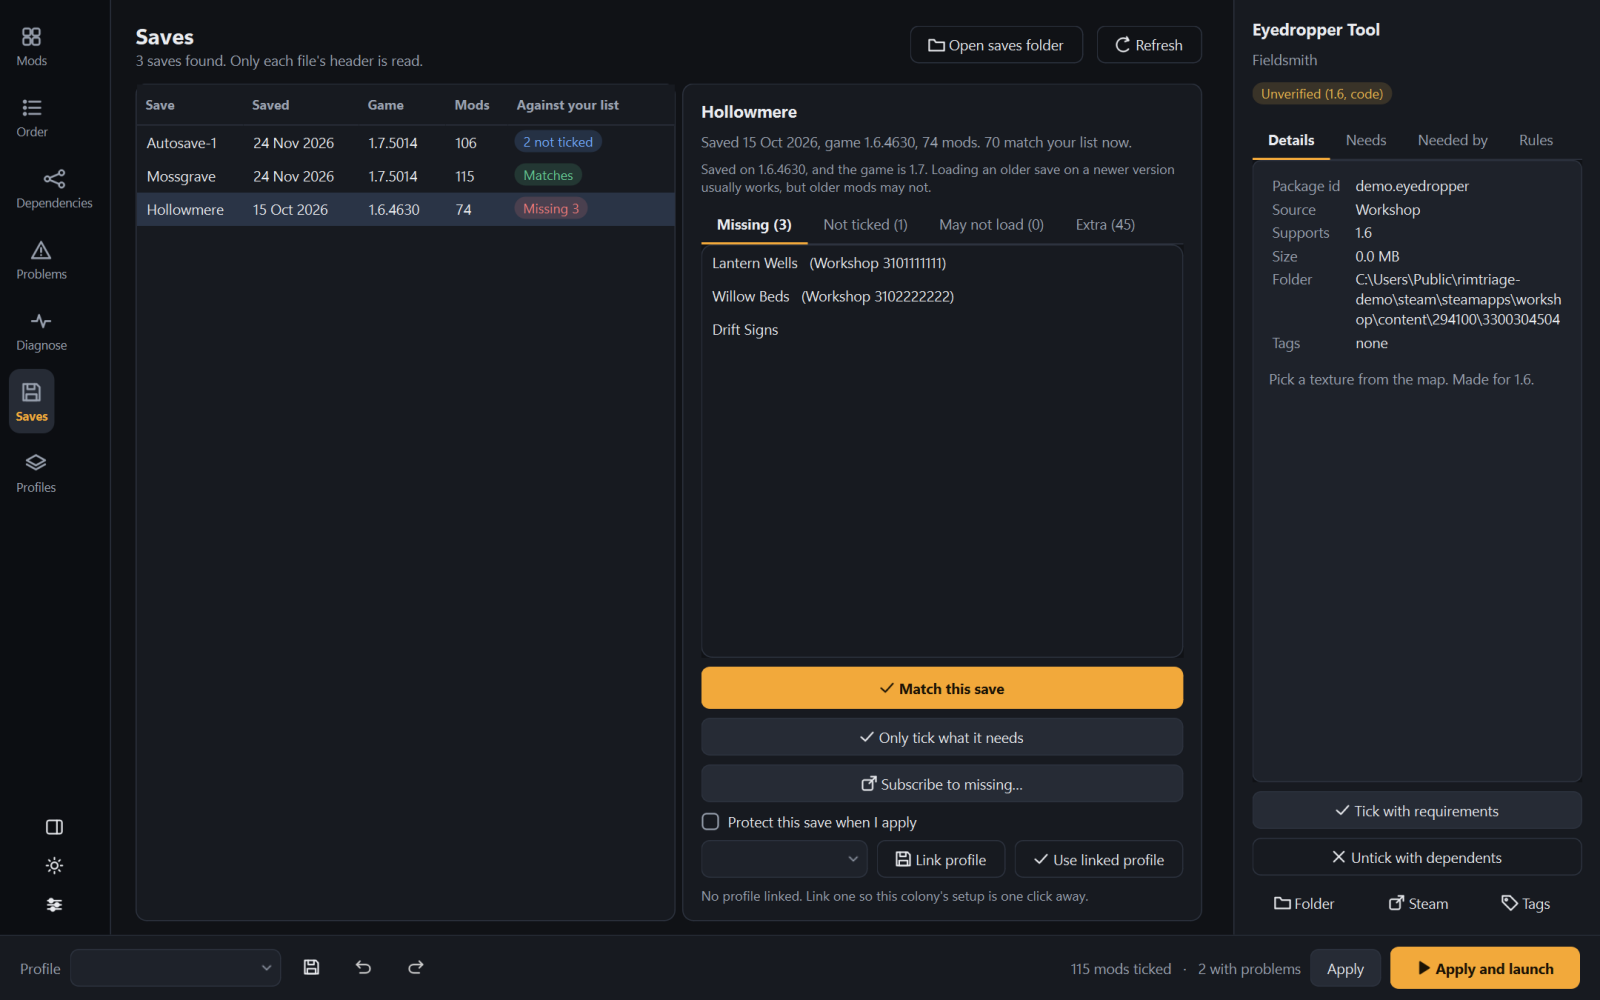 Mods
Order
Dependencies
Problems
Diagnose
Saves
Profiles
Saves
3 saves found. Only each file's header is read.
Open saves folder
Refresh
Save Saved Game Mods Against your list
Autosave-1 24 Nov 2026 1.7.5014 106 2 not ticked
Mossgrave 24 Nov 2026 1.7.5014 115 Matches
Hollowmere 15 Oct 2026 1.6.4630 74 Missing 3
Hollowmere
Saved 15 Oct 2026, game 1.6.4630, 74 mods. 70 match your list now.
Saved on 1.6.4630, and the game is 1.7. Loading an older save on a newer version
usually works, but older mods may not.
Missing (3) Not ticked (1) May not load (0) Extra (45)
Lantern Wells (Workshop 3101111111)
Willow Beds (Workshop 3102222222)
Drift Signs
Match this save
Only tick what it needs
Subscribe to missing...
Protect this save when I apply
Link profile Use linked profile
No profile linked. Link one so this colony's setup is one click away.
Eyedropper Tool
Fieldsmith
Unverified (1.6, code)
Details Needs Needed by Rules
Package id demo.eyedropper
Source Workshop
Supports 1.6
Size 0.0 MB
Folder C:\Users\Public\rimtriage-
demo\steam\steamapps\worksh
op\content\294100\3300304504
Tags none
Pick a texture from the map. Made for 1.6.
Tick with requirements
Untick with dependents
Folder Steam Tags
Profile
115 mods ticked · 2 with problems Apply Apply and launch